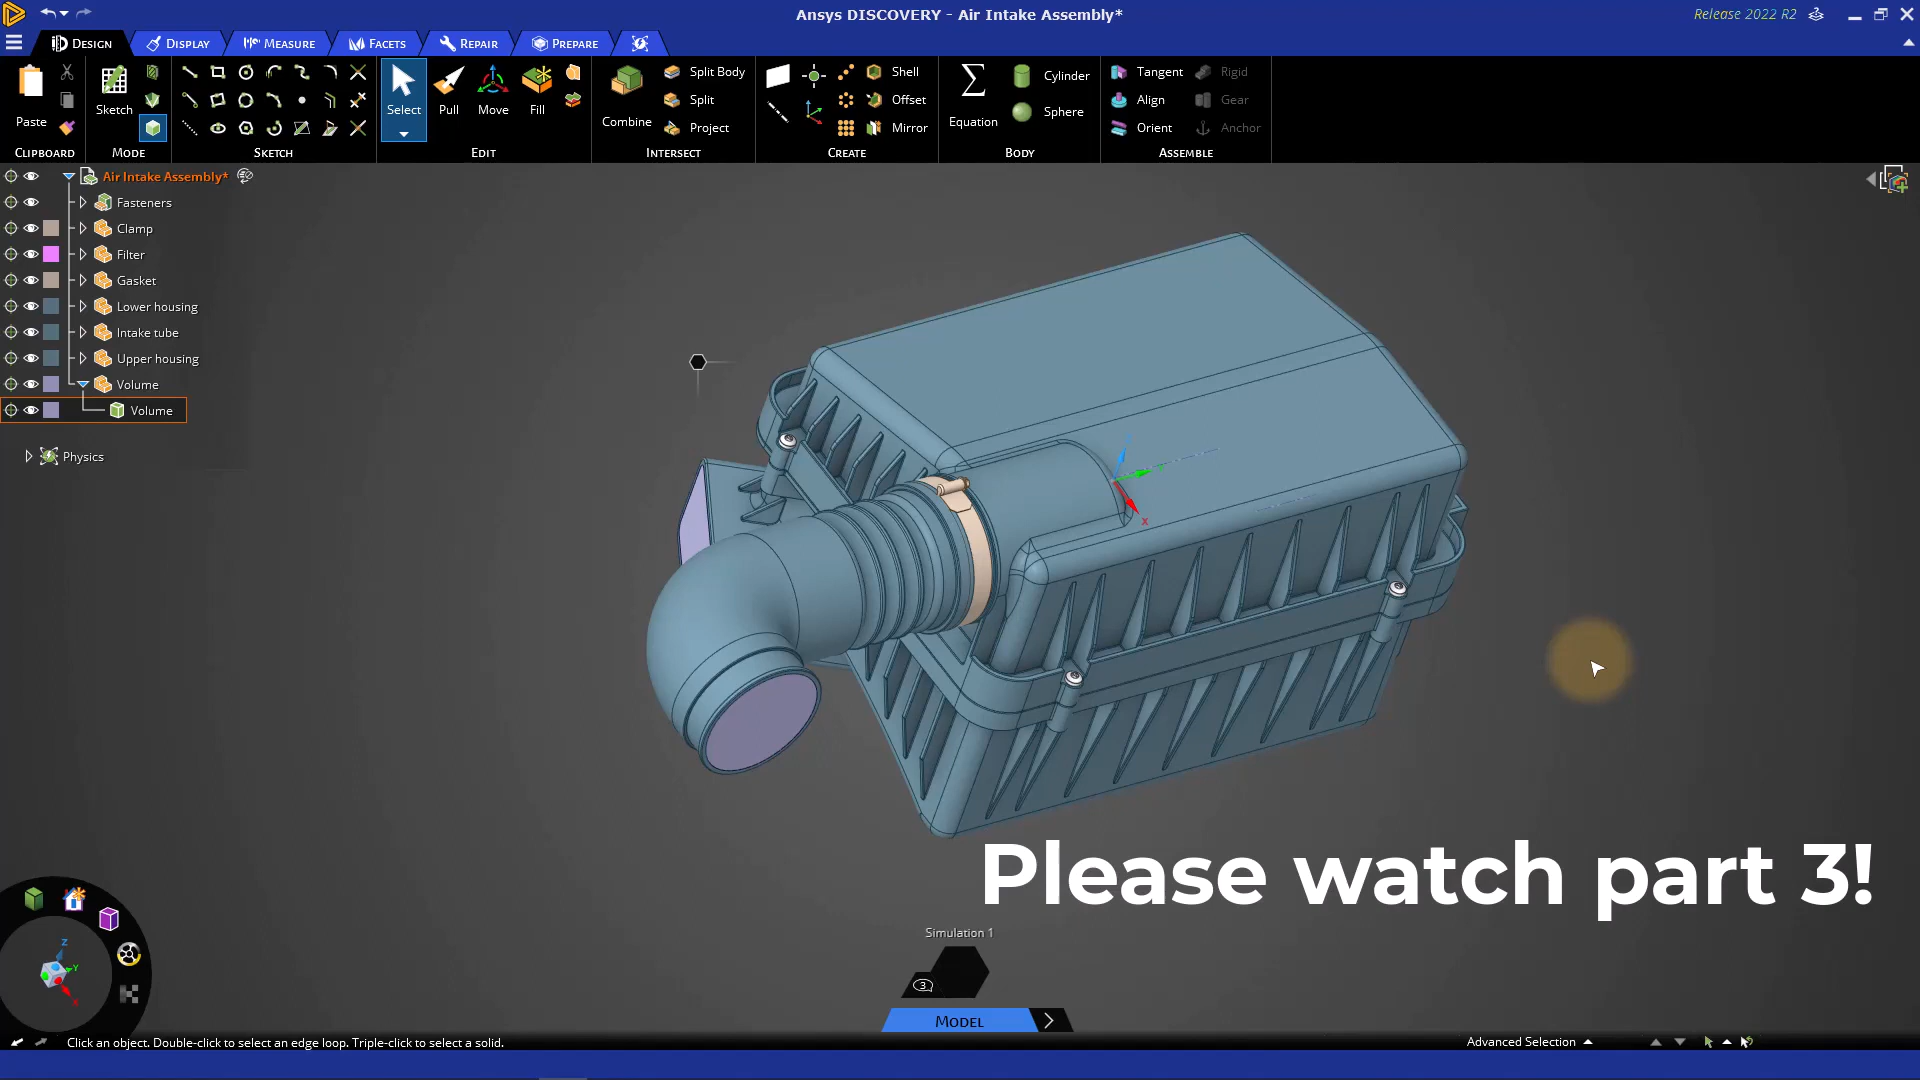 Ansys DISCOVERY - Air Intake Assembly*
Release 2022 R2
DESIGN DISPLAY MEASURE FACETS REPAIR PREPARE
Paste
Sketch
Select
Pull
Move
Fill
Combine
Split Body
Split
Project
Shell
Offset
Mirror
Equation
Cylinder
Sphere
Tangent
Align
Orient
Rigid
Gear
Anchor
CLIPBOARD MODE SKETCH EDIT INTERSECT CREATE BODY ASSEMBLE
Air Intake Assembly*
Fasteners
Clamp
Filter
Gasket
Lower housing
Intake tube
Upper housing
Volume
Volume
Physics
X
Please watch part 3!
Simulation 1
3
MODEL
Z
Y
X
Click an object. Double-click to select an edge loop. Triple-click to select a solid.
Advanced Selection